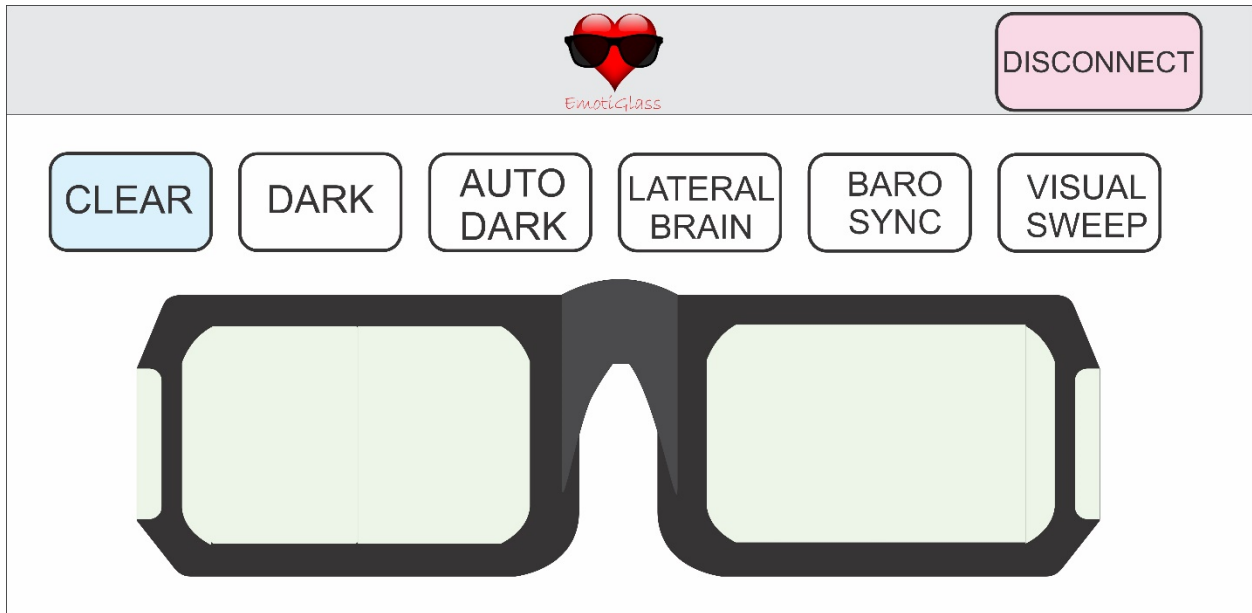 EmotiGlass
DISCONNECT
CLEAR
DARK
AUTO
DARK
LATERAL
BRAIN
BARO
SYNC
VISUAL
SWEEP